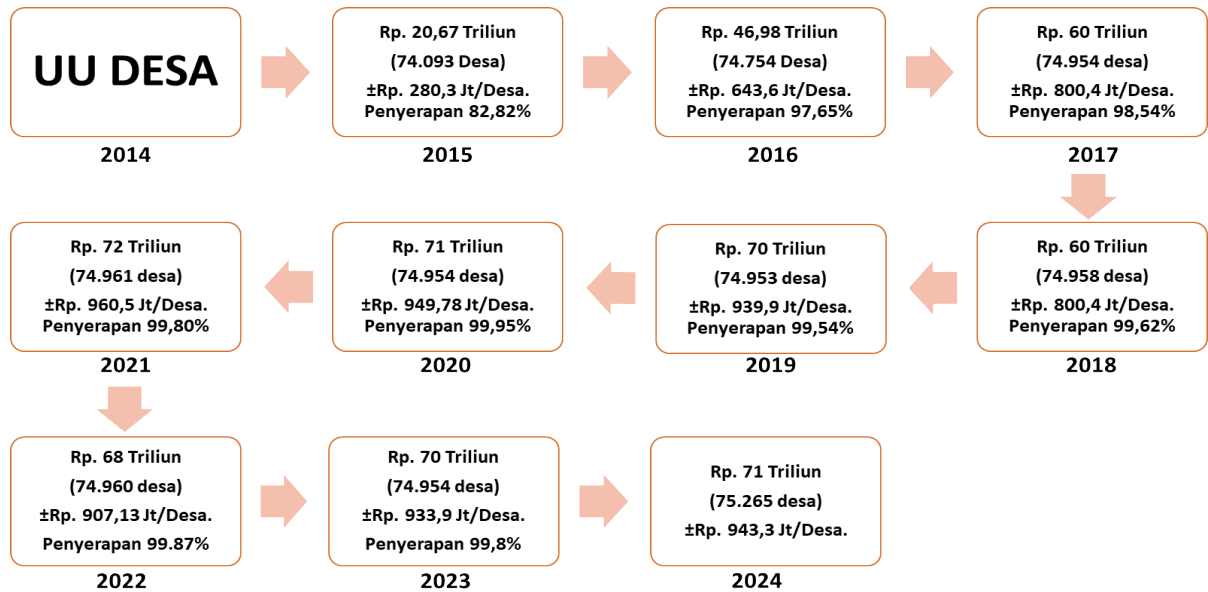 UU DESA
2014
Rp. 20,67 Triliun
(74.093 Desa)
±Rp. 280,3 Jt/Desa.
Penyerapan 82,82%
2015
Rp. 46,98 Triliun
(74.754 Desa)
±Rp. 643,6 Jt/Desa.
Penyerapan 97,65%
2016
Rp. 60 Triliun
(74.954 desa)
±Rp. 800,4 Jt/Desa.
Penyerapan 98,54%
2017
Rp. 60 Triliun
(74.958 desa)
±Rp. 800,4 Jt/Desa.
Penyerapan 99,62%
2018
Rp. 70 Triliun
(74.953 desa)
±Rp. 939,9 Jt/Desa.
Penyerapan 99,54%
2019
Rp. 71 Triliun
(74.954 desa)
±Rp. 949,78 Jt/Desa.
Penyerapan 99,95%
2020
Rp. 72 Triliun
(74.961 desa)
±Rp. 960,5 Jt/Desa.
Penyerapan 99,80%
2021
Rp. 68 Triliun
(74.960 desa)
±Rp. 907,13 Jt/Desa.
Penyerapan 99.87%
2022
Rp. 70 Triliun
(74.954 desa)
±Rp. 933,9 Jt/Desa.
Penyerapan 99,8%
2023
Rp. 71 Triliun
(75.265 desa)
±Rp. 943,3 Jt/Desa.
2024